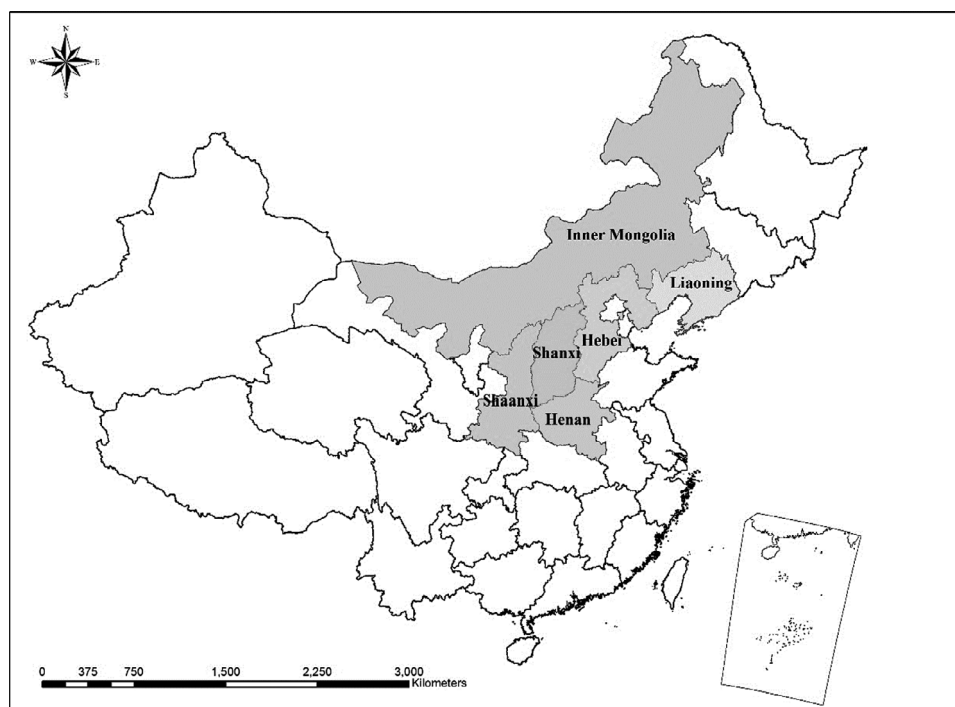 N
W E
S
Inner Mongolia
Liaoning
Hebei
Shanxi
Shaanxi
Henan
0 375 750 1,500 2,250 3,000
Kilometers